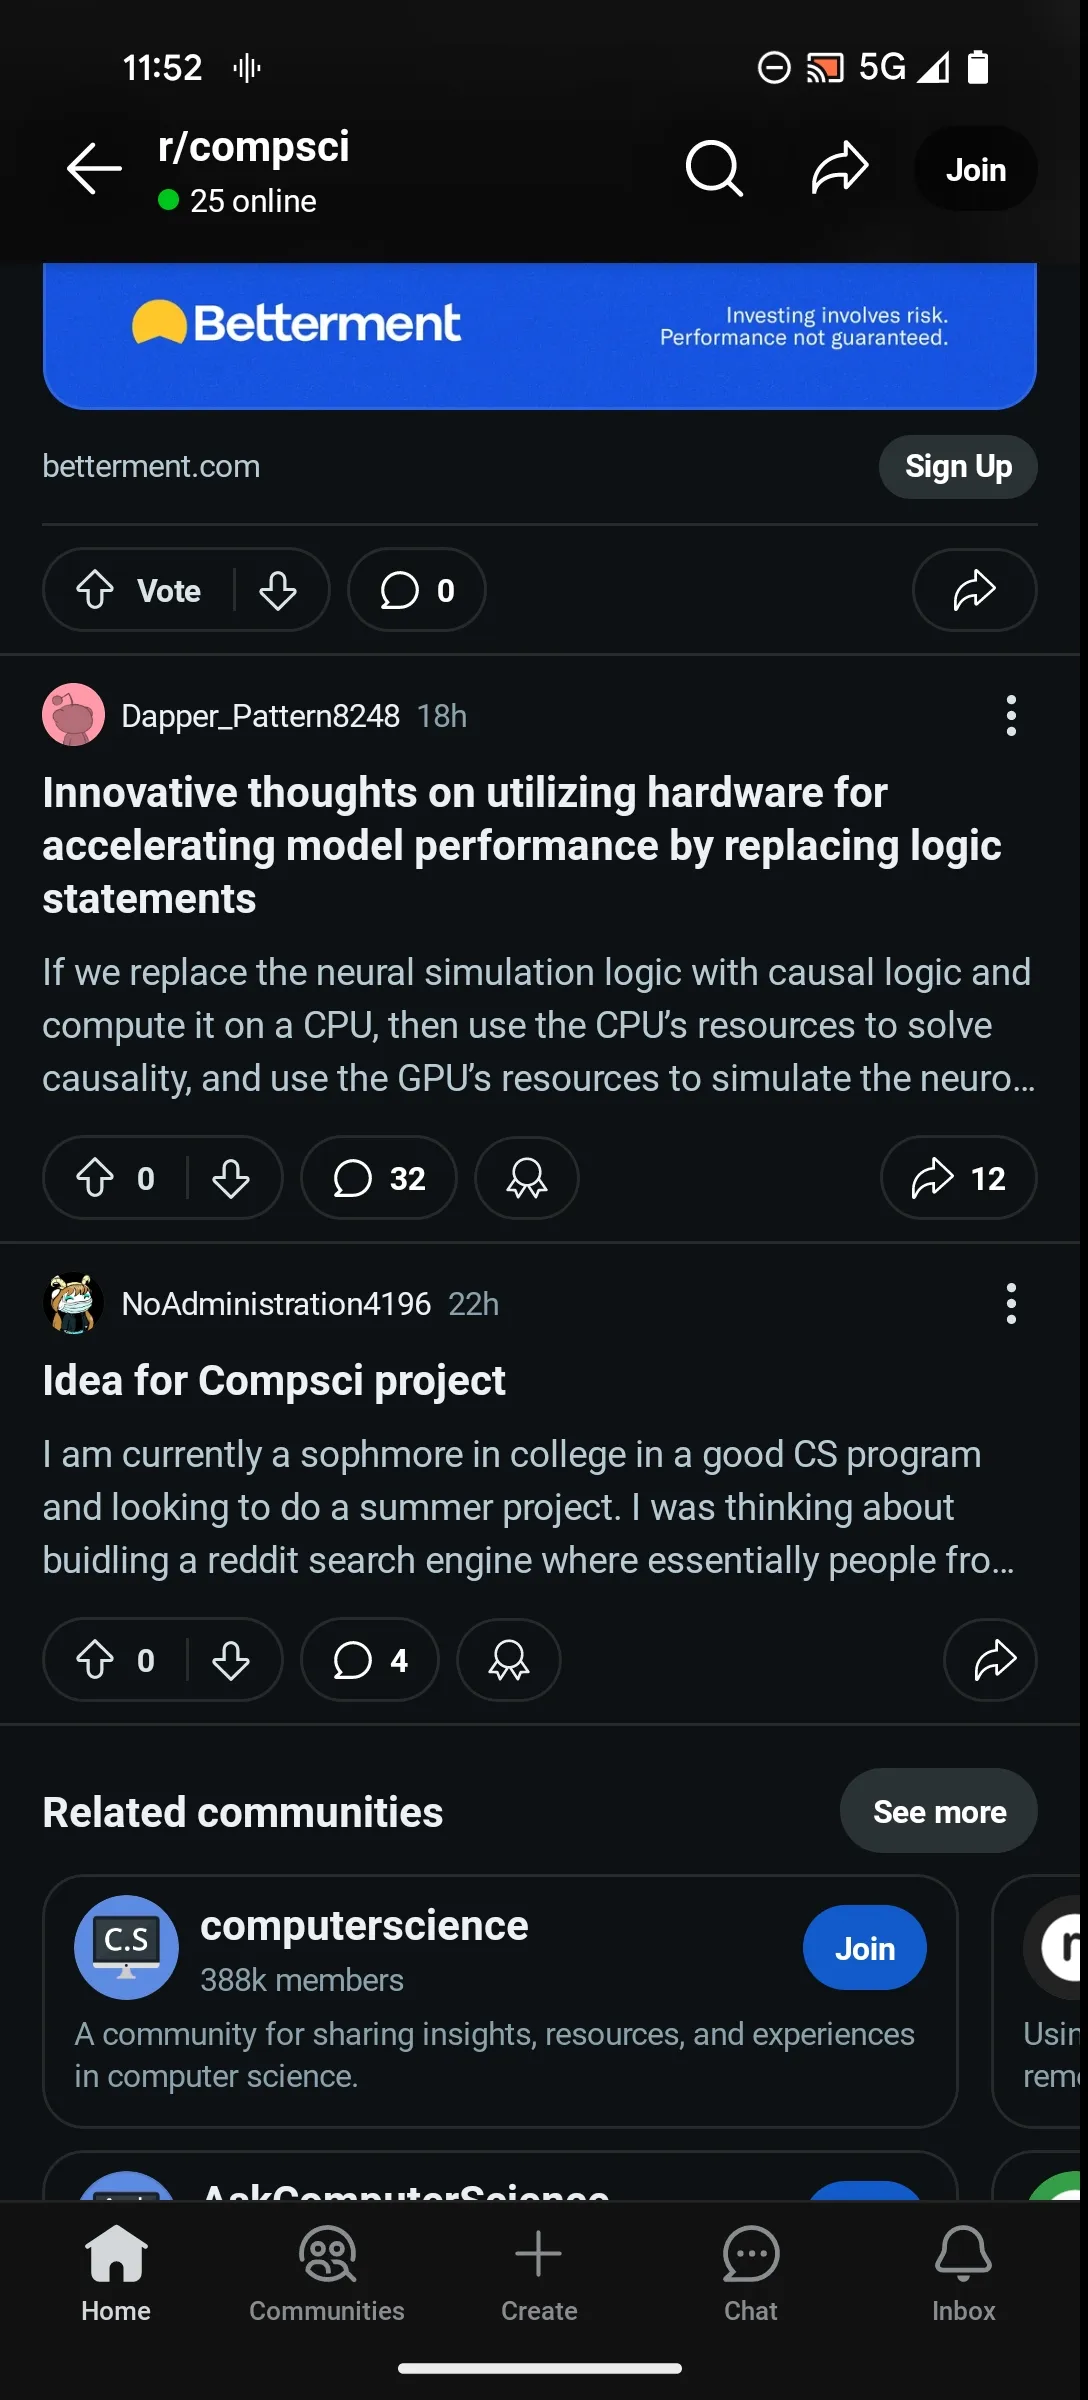 11:52
5G
r/compsci
25 online
Join
Betterment
Investing involves risk.
Performance not guaranteed.
betterment.com
Sign Up
Vote
0
Dapper_Pattern8248 18h
Innovative thoughts on utilizing hardware for
accelerating model performance by replacing logic
statements
If we replace the neural simulation logic with causal logic and
compute it on a CPU, then use the CPU’s resources to solve
causality, and use the GPU’s resources to simulate the neuro…
0
32
12
NoAdministration4196 22h
Idea for Compsci project
I am currently a sophmore in college in a good CS program
and looking to do a summer project. I was thinking about
buidling a reddit search engine where essentially people fro…
0
4
Related communities
See more
C.S
computerscience
388k members
Join
A community for sharing insights, resources, and experiences
in computer science.
AskComputerScience
Home
Communities
Create
Chat
Inbox